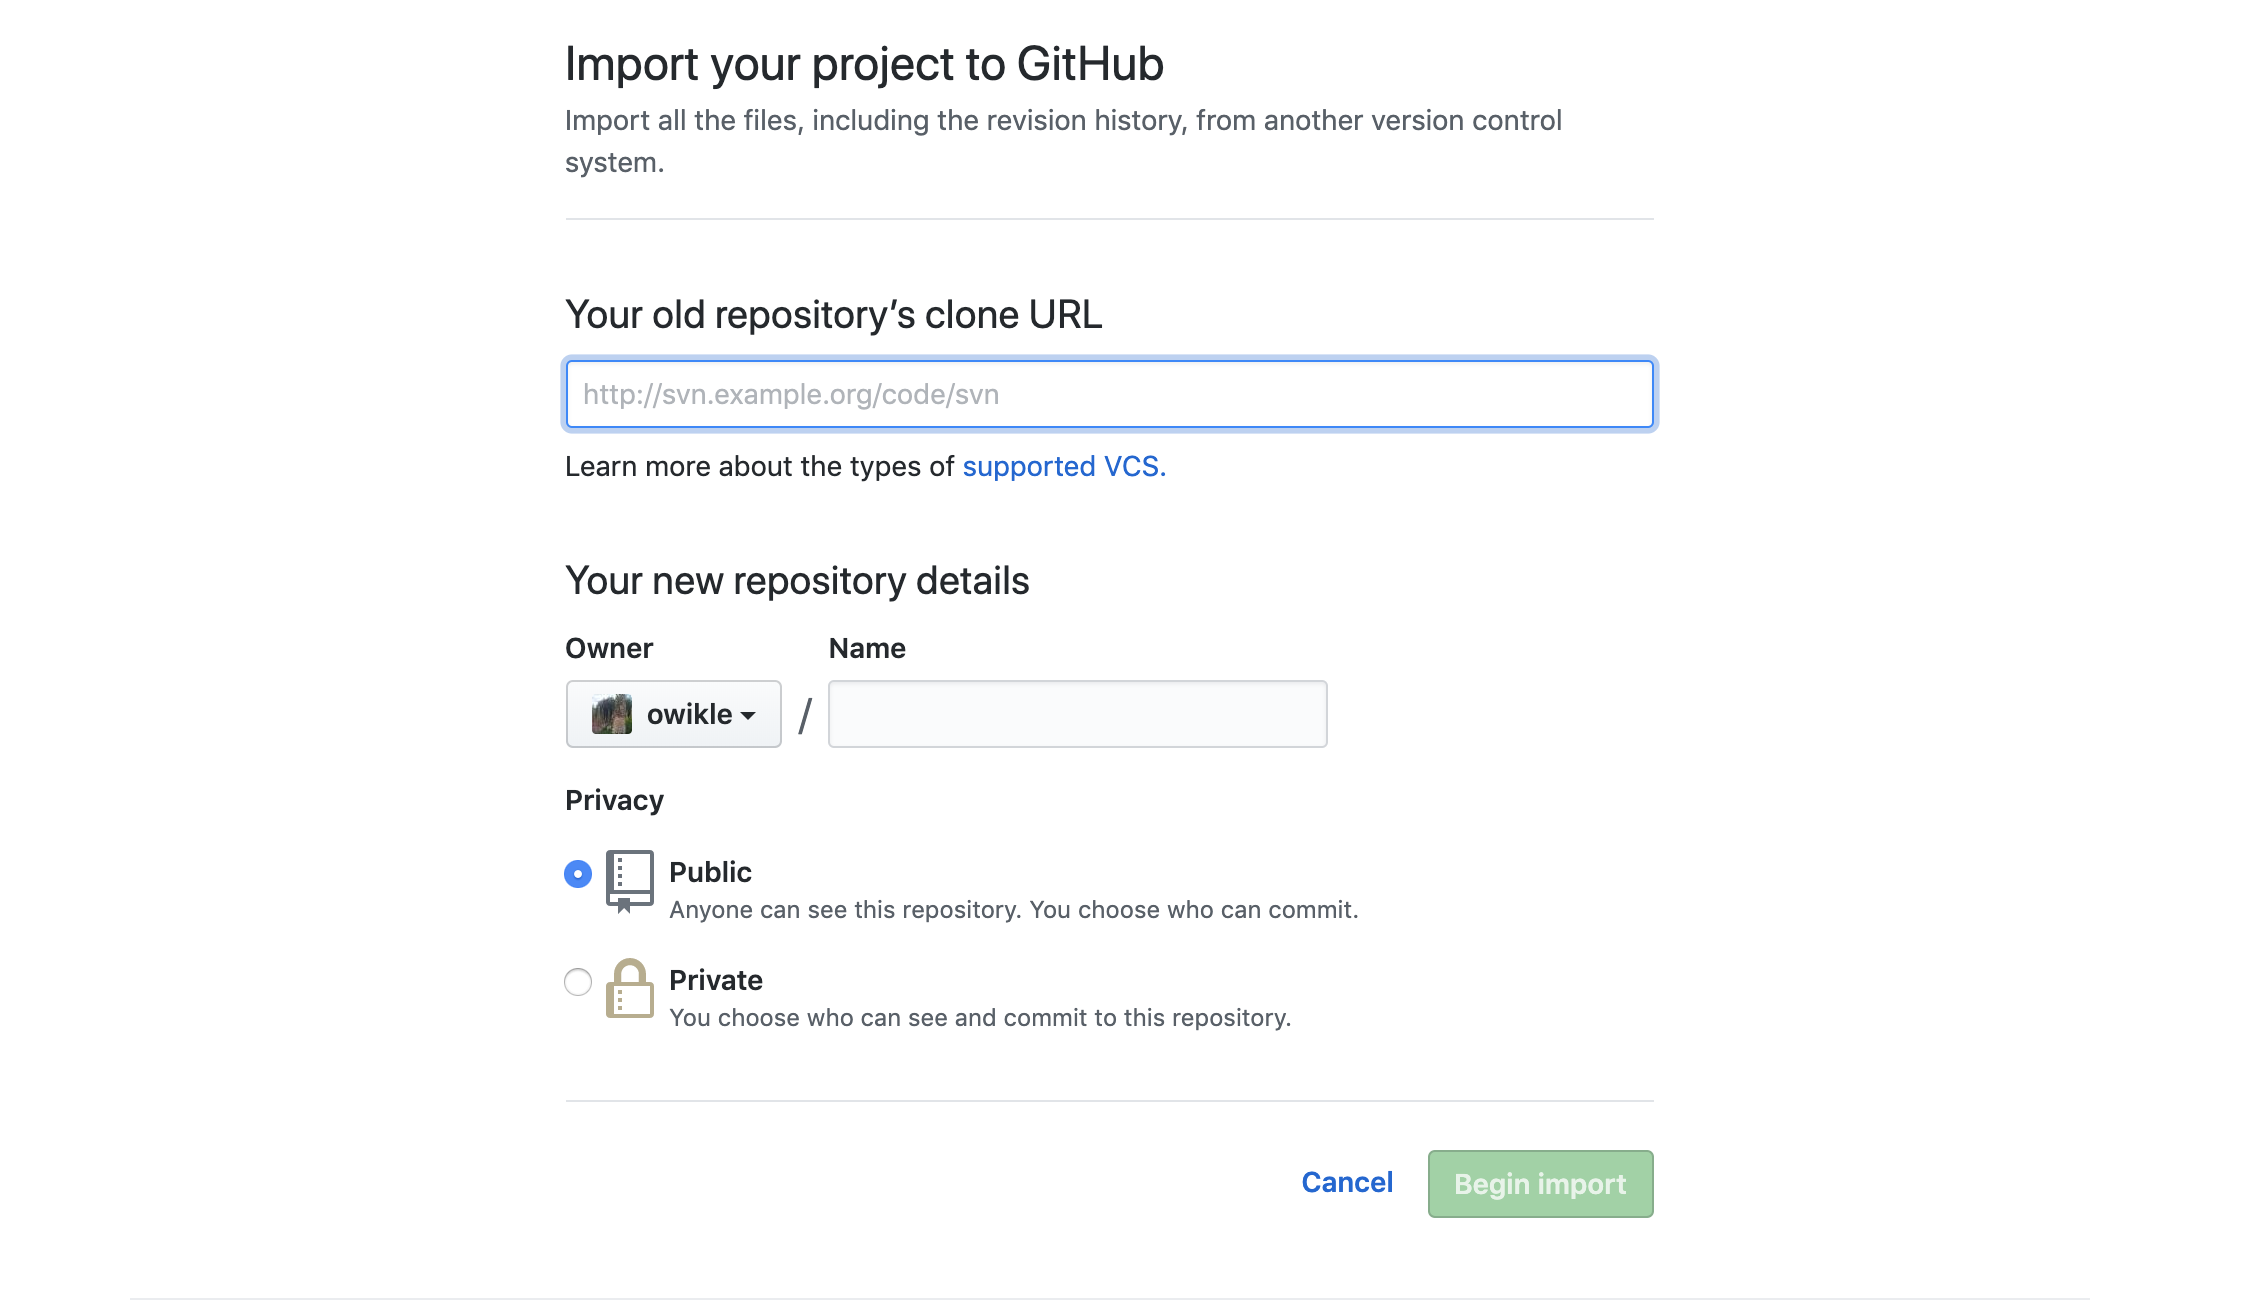 Import your project to GitHub
Import all the files, including the revision history, from another version control
system.
Your old repository’s clone URL
http://svn.example.org/code/svn
Learn more about the types of supported VCS.
Your new repository details
Owner
Name
owikle
/
Privacy
Public
Anyone can see this repository. You choose who can commit.
Private
You choose who can see and commit to this repository.
Cancel
Begin import